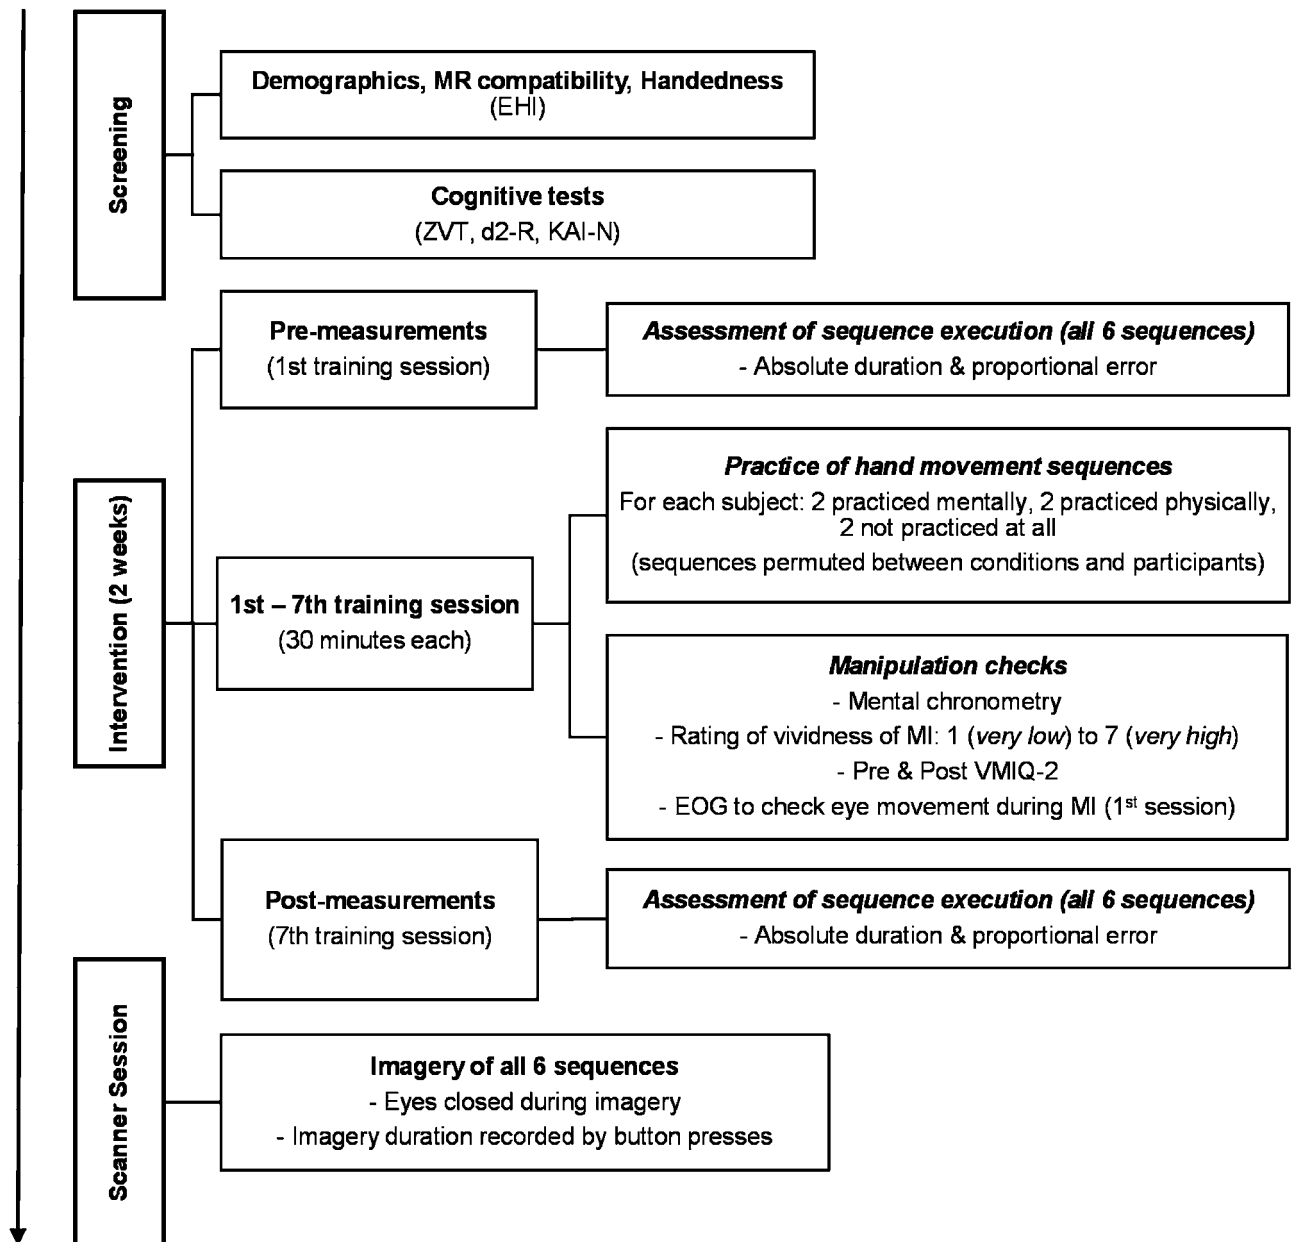 Screening
Demographics, MR compatibility, Handedness
(EHI)
Cognitive tests
(ZVT, d2-R, KAI-N)
Intervention (2 weeks)
Pre-measurements
(1st training session)
Assessment of sequence execution (all 6 sequences)
- Absolute duration & proportional error
1st – 7th training session
(30 minutes each)
Practice of hand movement sequences
For each subject: 2 practiced mentally, 2 practiced physically,
2 not practiced at all
(sequences permuted between conditions and participants)
Manipulation checks
- Mental chronometry
- Rating of vividness of MI: 1 (very low) to 7 (very high)
- Pre & Post VMIQ-2
- EOG to check eye movement during MI (1st session)
Post-measurements
(7th training session)
Assessment of sequence execution (all 6 sequences)
- Absolute duration & proportional error
Scanner Session
Imagery of all 6 sequences
- Eyes closed during imagery
- Imagery duration recorded by button presses